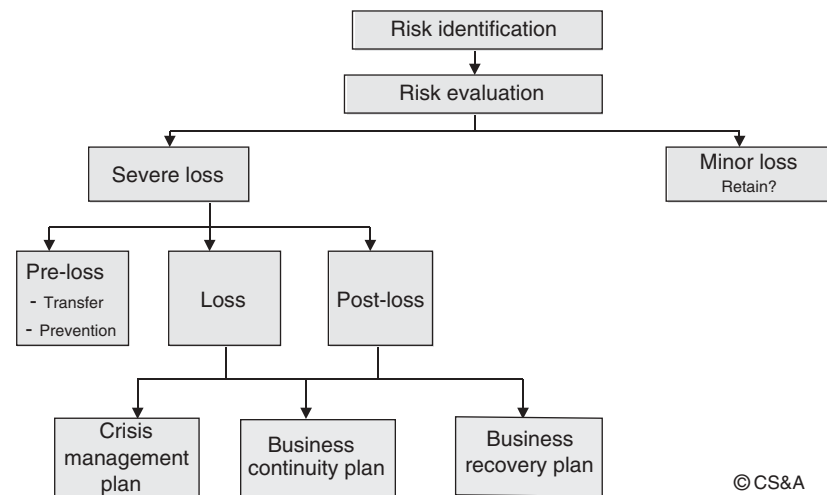 Risk identification
Risk evaluation
Severe loss
Minor loss
Retain?
Pre-loss
- Transfer
- Prevention
Loss
Post-loss
Crisis
management
plan
Business
continuity plan
Business
recovery plan
© CS&A